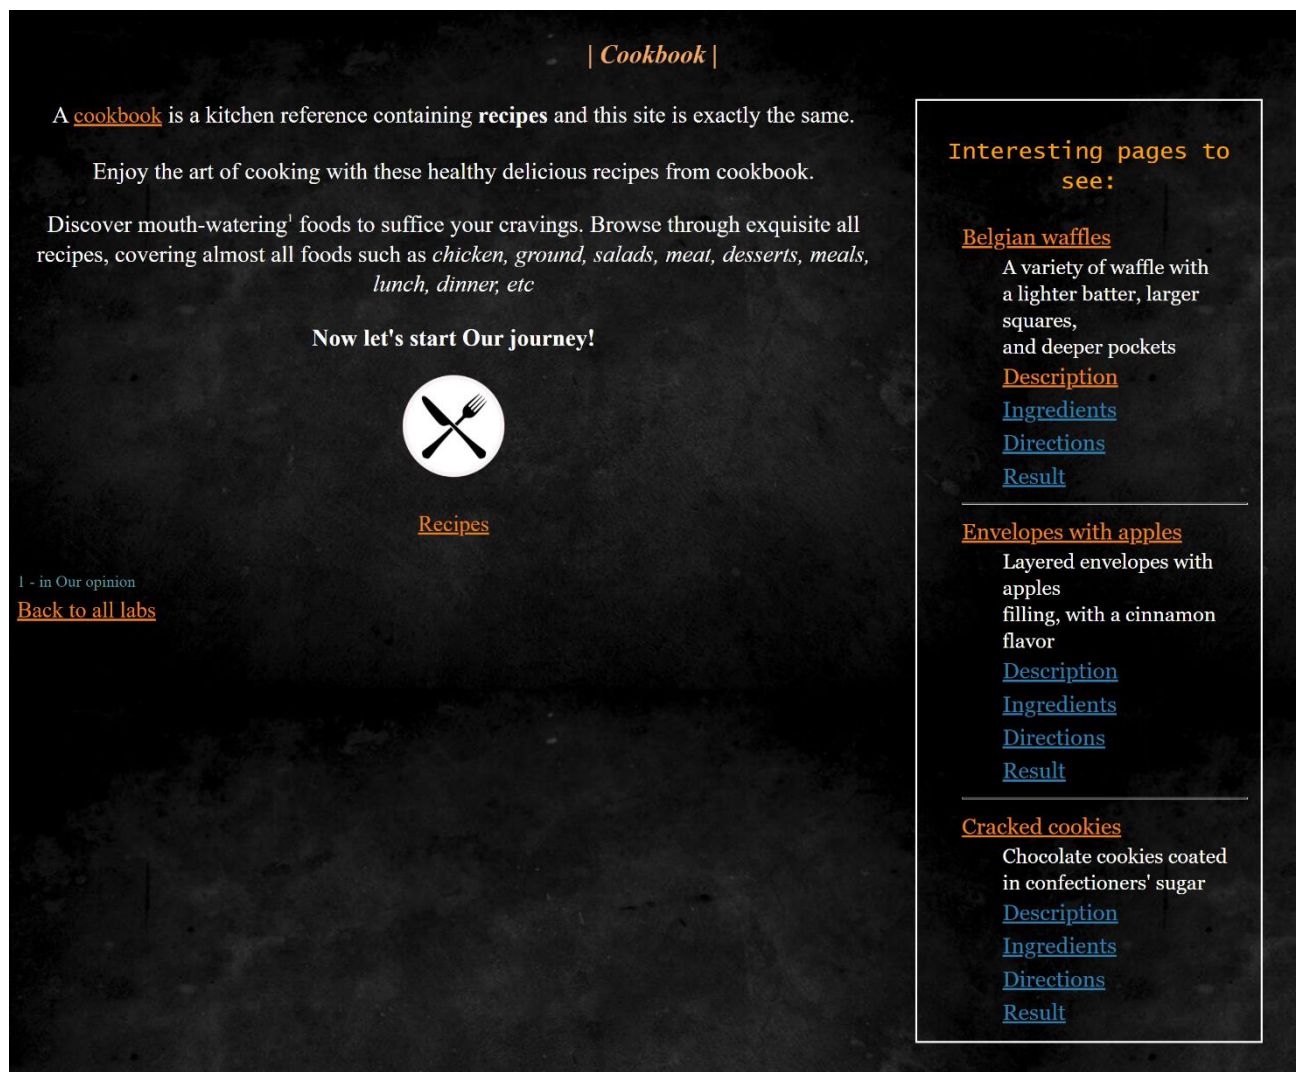 | Cookbook |
A cookbook is a kitchen reference containing recipes and this site is exactly the same.
Enjoy the art of cooking with these healthy delicious recipes from cookbook.
Discover mouth-watering¹ foods to suffice your cravings. Browse through exquisite all
recipes, covering almost all foods such as chicken, ground, salads, meat, desserts, meals,
lunch, dinner, etc
Now let's start Our journey!
Recipes
1 - in Our opinion
Back to all labs
Interesting pages to
see:
Belgian waffles
A variety of waffle with
a lighter batter, larger
squares,
and deeper pockets
Description
Ingredients
Directions
Result
Envelopes with apples
Layered envelopes with
apples
filling, with a cinnamon
flavor
Description
Ingredients
Directions
Result
Cracked cookies
Chocolate cookies coated
in confectioners' sugar
Description
Ingredients
Directions
Result